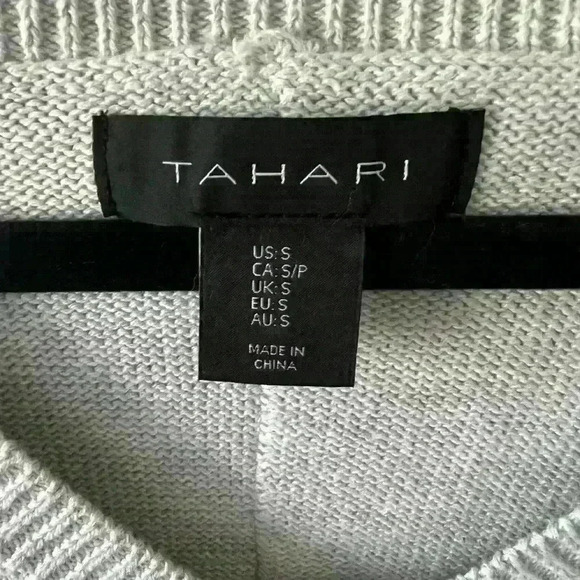 TAHARI
US: S
CA: S/P
UK: S
EU: S
AU: S
MADE IN
CHINA